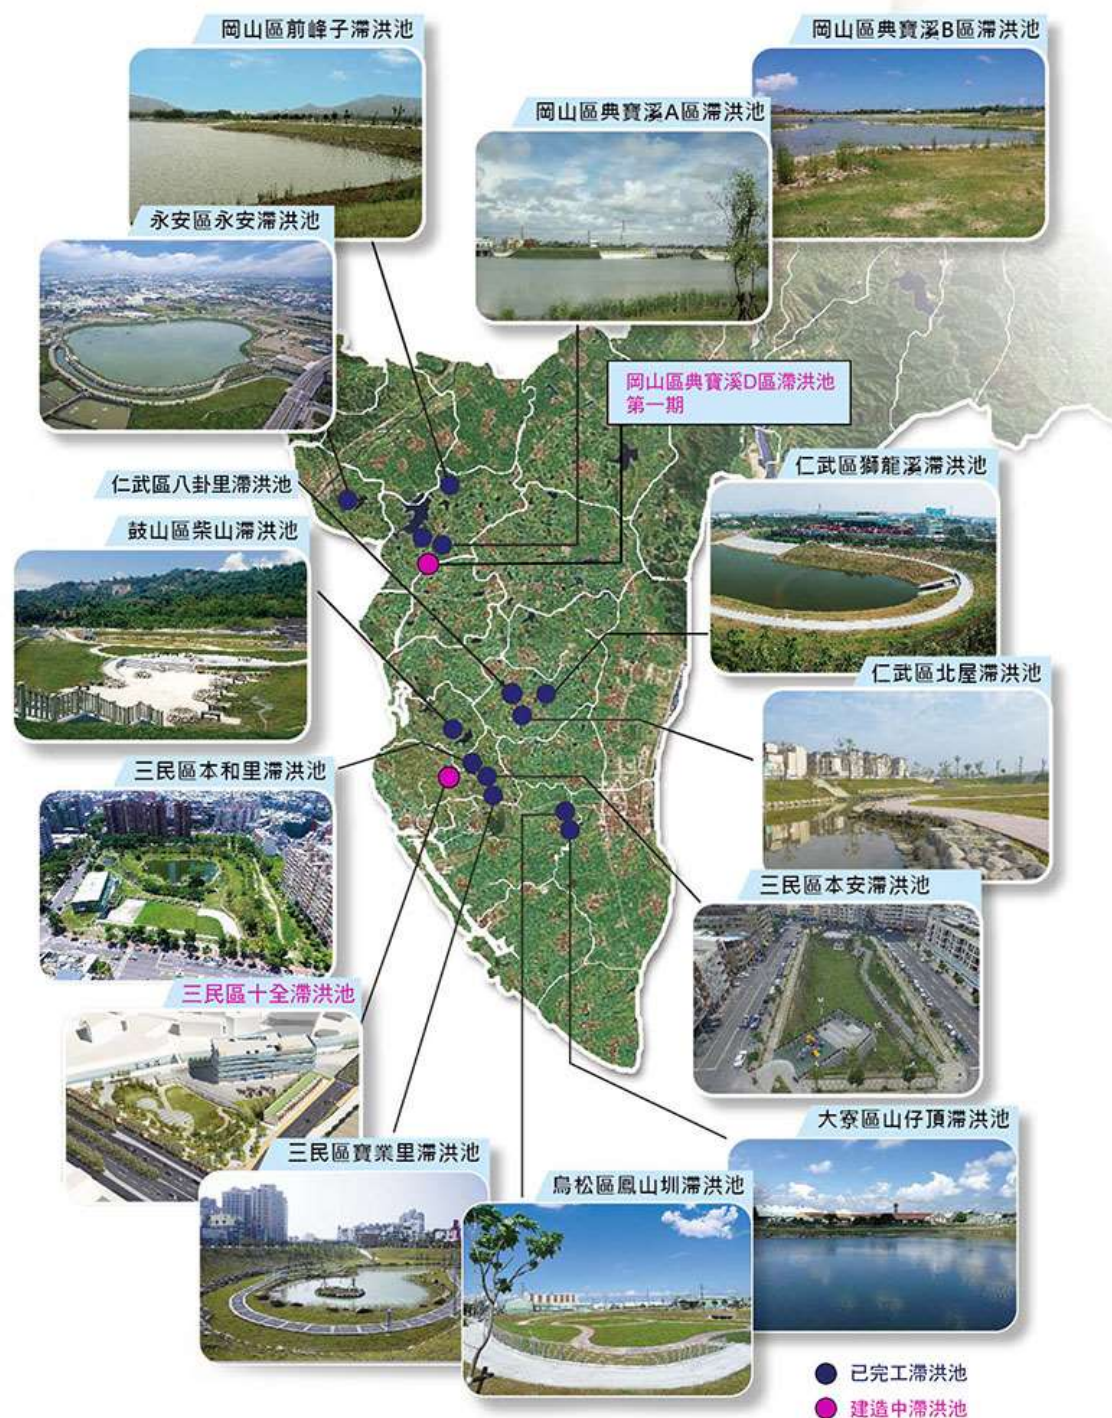 岡山區前峰子滯洪池
岡山區典寶溪B區滯洪池
岡山區典寶溪A區滯洪池
永安區永安滯洪池
岡山區典寶溪D區滯洪池
第一期
仁武區獅龍溪滯洪池
仁武區八卦里滯洪池
鼓山區柴山滯洪池
仁武區北屋滯洪池
三民區本和里滯洪池
三民區本安滯洪池
三民區十全滯洪池
大寮區山仔頂滯洪池
三民區寶業里滯洪池
鳥松區鳳山圳滯洪池
已完工滯洪池
建造中滯洪池